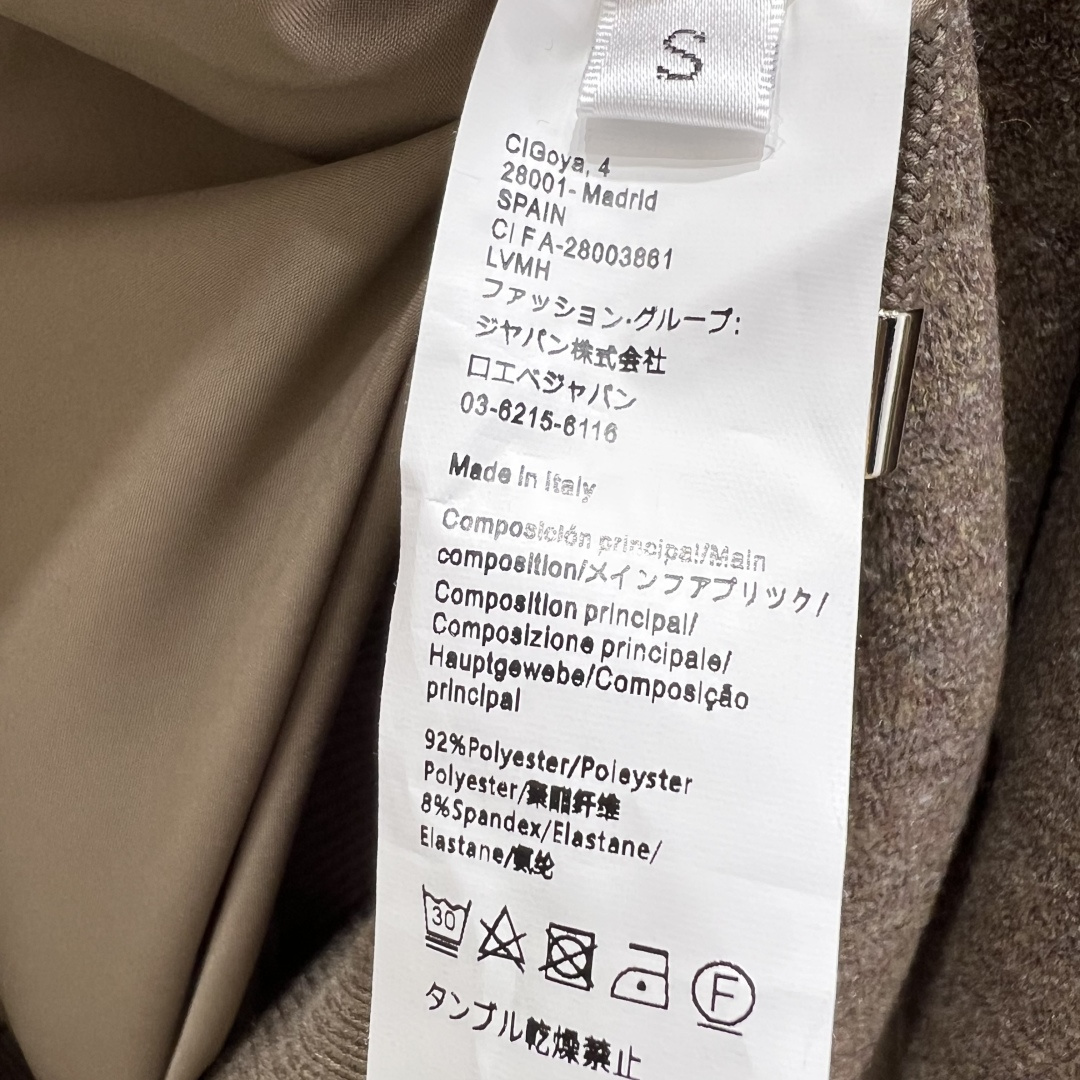 S
ClGoya, 4
28001- Madrid
SPAIN
CI F A-28003861
LVMH
ファッション·グループ:
ジヤパン株式会社
口エベジャパン
03-6215-6116
Made in Italy
Composición principal/Main
composition/メインファブリック/
Composition principal/
Composizione principale/
Hauptgewebe/Composição
principal
92%Polyester/Poleyster
Polyester/聚酯纤维
8%Spandex/Elastane/
Elastane/氨纶
30
F
タンブル乾燥禁止